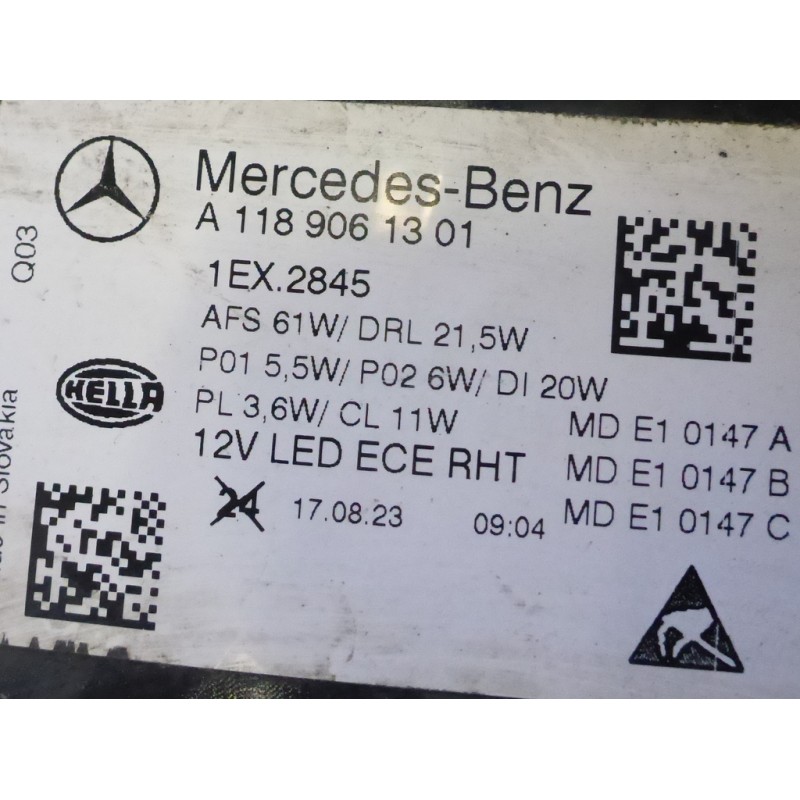 Mercedes-Benz
A 118 906 13 01
1EX.2845
AFS 61W/ DRL 21,5W
P01 5,5W/ P02 6W/ DI 20W
PL 3,6W/ CL 11W
12V LED ECE RHT
MD E1 0147 A
MD E1 0147 B
MD E1 0147 C
24 17.08.23 09:04
HELLA
Q03
in Slovakia